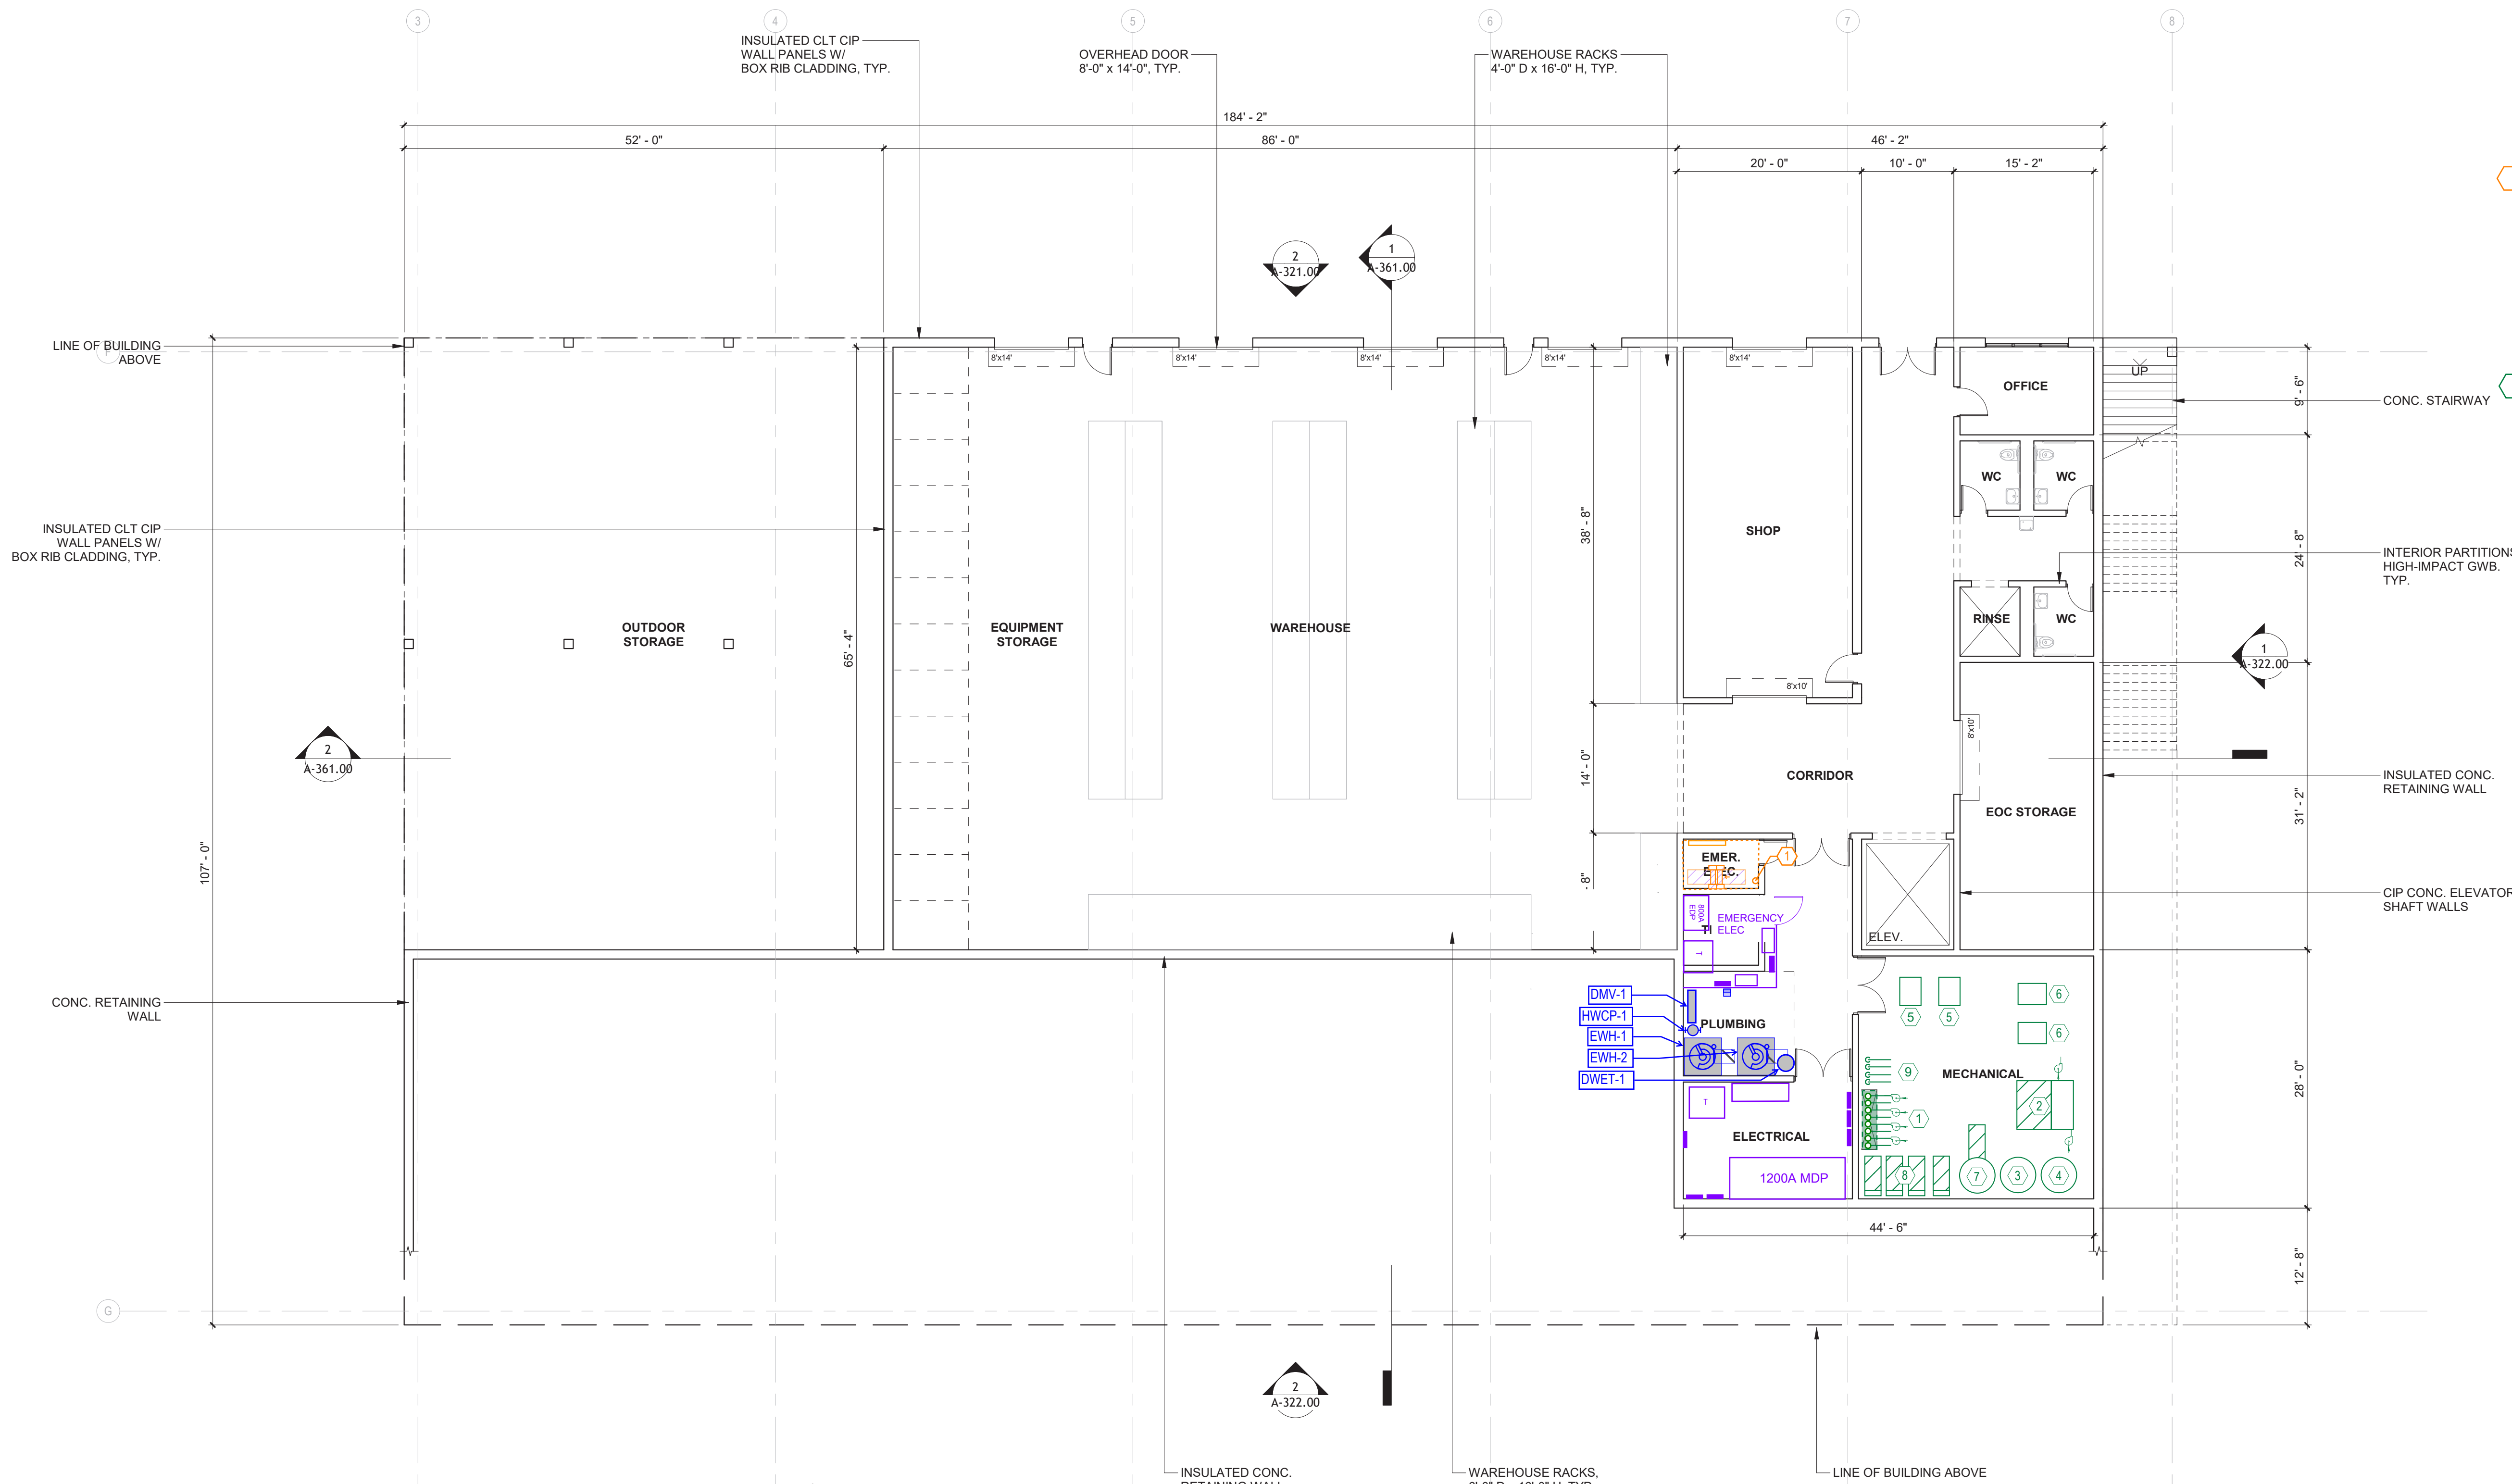 3
4
5
6
7
8
INSULATED CLT CIP
WALL PANELS W/
BOX RIB CLADDING, TYP.
OVERHEAD DOOR
8'-0" x 14'-0", TYP.
WAREHOUSE RACKS
4'-0" D x 16'-0" H, TYP.
184' - 2"
52' - 0"
86' - 0"
46' - 2"
20' - 0"
10' - 0"
15' - 2"
2
A-321.00
1
A-361.00
LINE OF BUILDING
ABOVE
F
8'x14'
8'x14'
8'x14'
8'x14'
8'x14'
OFFICE
UP
9' - 6"
CONC. STAIRWAY
WC
WC
INSULATED CLT CIP
WALL PANELS W/
BOX RIB CLADDING, TYP.
38' - 8"
SHOP
24' - 8"
INTERIOR PARTITIONS
HIGH-IMPACT GWB.
TYP.
OUTDOOR
STORAGE
65' - 4"
EQUIPMENT
STORAGE
WAREHOUSE
RINSE
WC
1
A-322.00
8'x10'
8'x10'
2
A-361.00
14' - 0"
CORRIDOR
EOC STORAGE
INSULATED CONC.
RETAINING WALL
31' - 2"
107' - 0"
- 8"
EMER.
ELEC.
1
CIP CONC. ELEVATOR
SHAFT WALLS
800A
EDP
EMERGENCY
ELEC
TI
ELEV.
T
CONC. RETAINING
WALL
DMV-1
HWCP-1
EWH-1
EWH-2
DWET-1
PLUMBING
5
5
6
6
9
MECHANICAL
28' - 0"
1
2
T
ELECTRICAL
1200A MDP
8
7
3
4
44' - 6"
12' - 8"
G
2
A-322.00
INSULATED CONC.
WAREHOUSE RACKS,
LINE OF BUILDING ABOVE